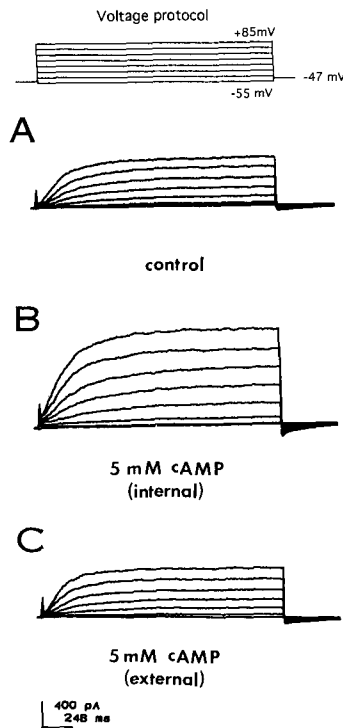 Voltage protocol
+85mV
-47 mV
-55 mV
A
control
B
5 mM cAMP
(internal)
C
5 mM cAMP
(external)
400 pA
248 ms